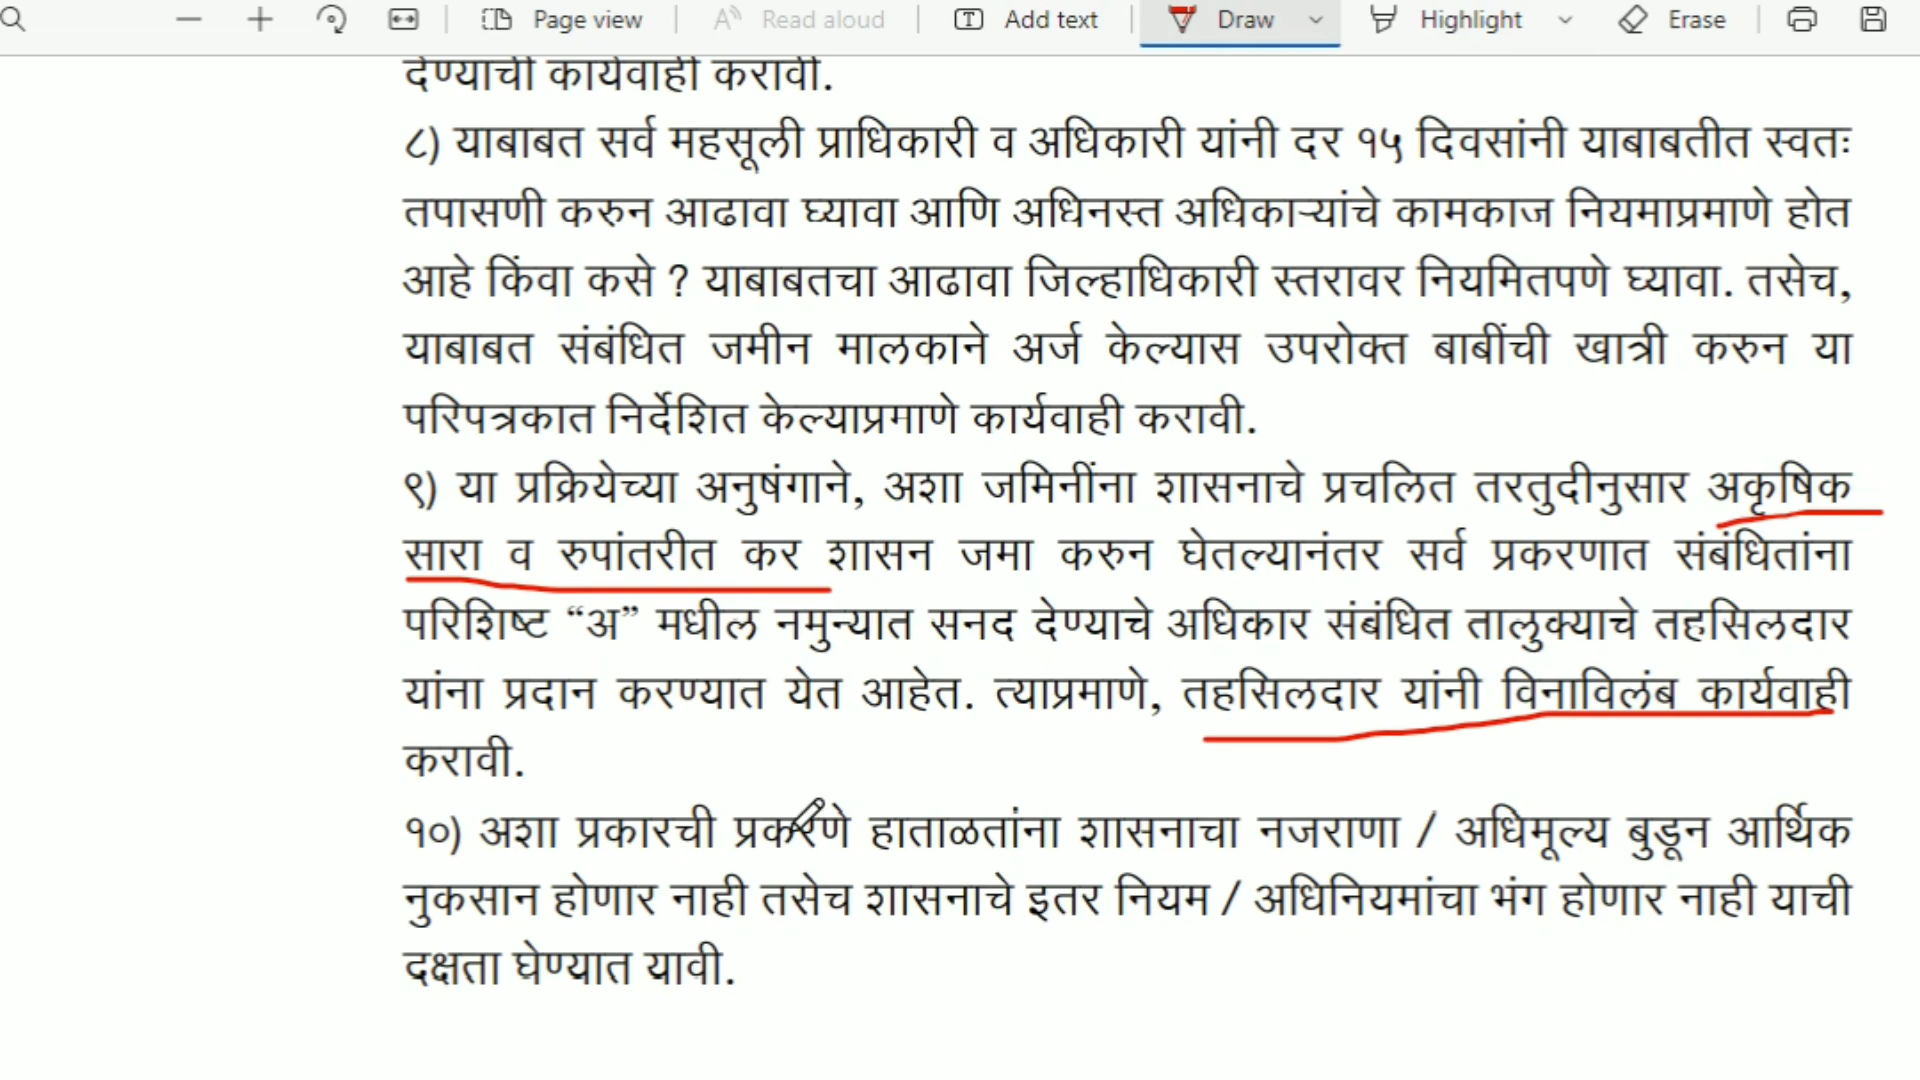 Page view Read aloud Add text Draw Highlight Erase
देण्याची कार्यवाही करावी.
८) याबाबत सर्व महसूली प्राधिकारी व अधिकारी यांनी दर १५ दिवसांनी याबाबतीत स्वतः
तपासणी करुन आढावा घ्यावा आणि अधिनस्त अधिकाऱ्यांचे कामकाज नियमाप्रमाणे होत
आहे किंवा कसे ? याबाबतचा आढावा जिल्हाधिकारी स्तरावर नियमितपणे घ्यावा. तसेच,
याबाबत संबंधित जमीन मालकाने अर्ज केल्यास उपरोक्त बाबींची खात्री करुन या
परिपत्रकात निर्देशित केल्याप्रमाणे कार्यवाही करावी.
९) या प्रक्रियेच्या अनुषंगाने, अशा जमिनींना शासनाचे प्रचलित तरतुदीनुसार अकृषिक
सारा व रुपांतरीत कर शासन जमा करुन घेतल्यानंतर सर्व प्रकरणात संबंधितांना
परिशिष्ट “अ” मधील नमुन्यात सनद देण्याचे अधिकार संबंधित तालुक्याचे तहसिलदार
यांना प्रदान करण्यात येत आहेत. त्याप्रमाणे, तहसिलदार यांनी विनाविलंब कार्यवाही
करावी.
१०) अशा प्रकारची प्रकरणे हाताळतांना शासनाचा नजराणा / अधिमूल्य बुडून आर्थिक
नुकसान होणार नाही तसेच शासनाचे इतर नियम / अधिनियमांचा भंग होणार नाही याची
दक्षता घेण्यात यावी.